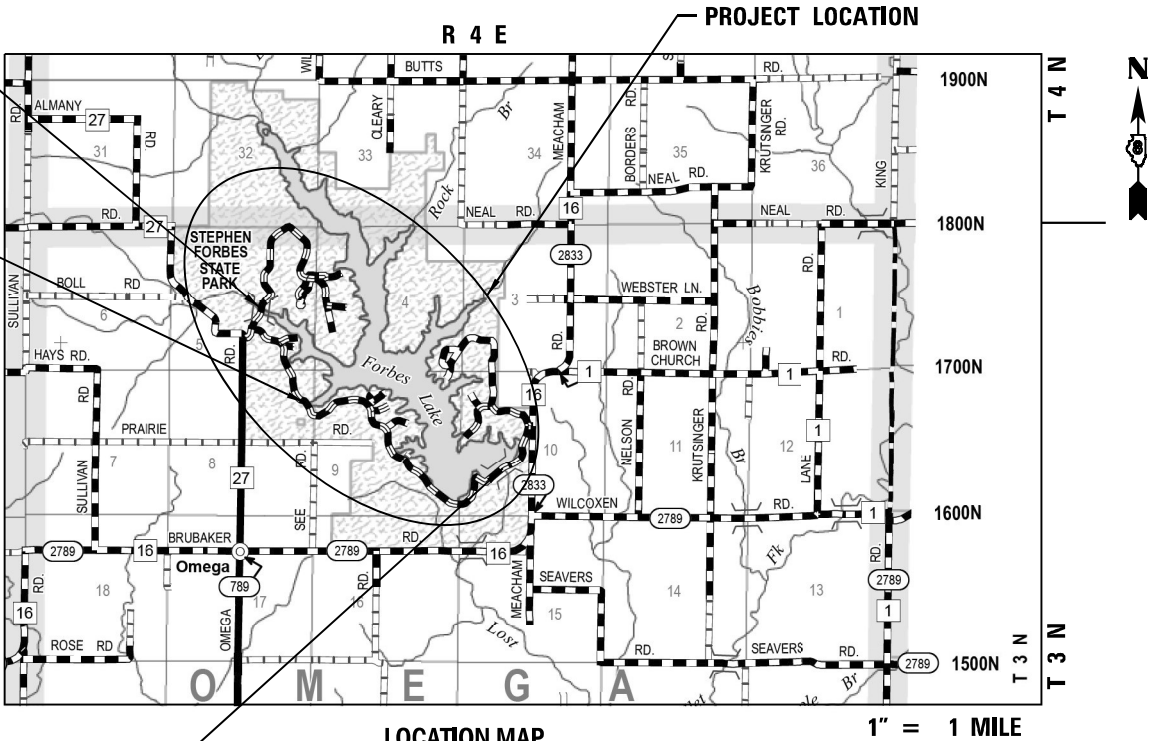 PROJECT LOCATION
R 4 E
N
T 4 N
1900N
BUTTS RD.
ALMANY RD
RD.
27
31
32
33
34
35
36
CLEARY
Rock Br
MEACHAM
BORDERS RD.
KRUTSINGER RD.
KING
NEAL RD.
16
RD.
27
NEAL RD.
NEAL RD.
1800N
STEPHEN
FORBES
STATE
PARK
2833
SULLIVAN
BOLL RD
6
5
4
3
WEBSTER LN.
2
1
RD.
Bobbies Br
BROWN
CHURCH
RD.
HAYS RD.
RD.
Forbes
Lake
RD.
1
1
RD.
1700N
16
RD
PRAIRIE RD.
7
8
9
10
11
12
SULLIVAN
27
SEE RD.
NELSON RD.
KRUTSINGER
1
LANE
2833
WILCOXEN RD.
2789
1
1600N
BRUBAKER RD.
2789
16
2789
16
Omega
789
RD.
RD.
16
18
17
16
15
14
13
MEACHAM
SEAVERS
Fk
RD.
2789
1
Lost
OMEGA
ROSE RD
RD.
SEAVERS RD.
2789
1500N
T 3 N
T 3 N
O M E G A
Br
LOCATION MAP
1" = 1 MILE